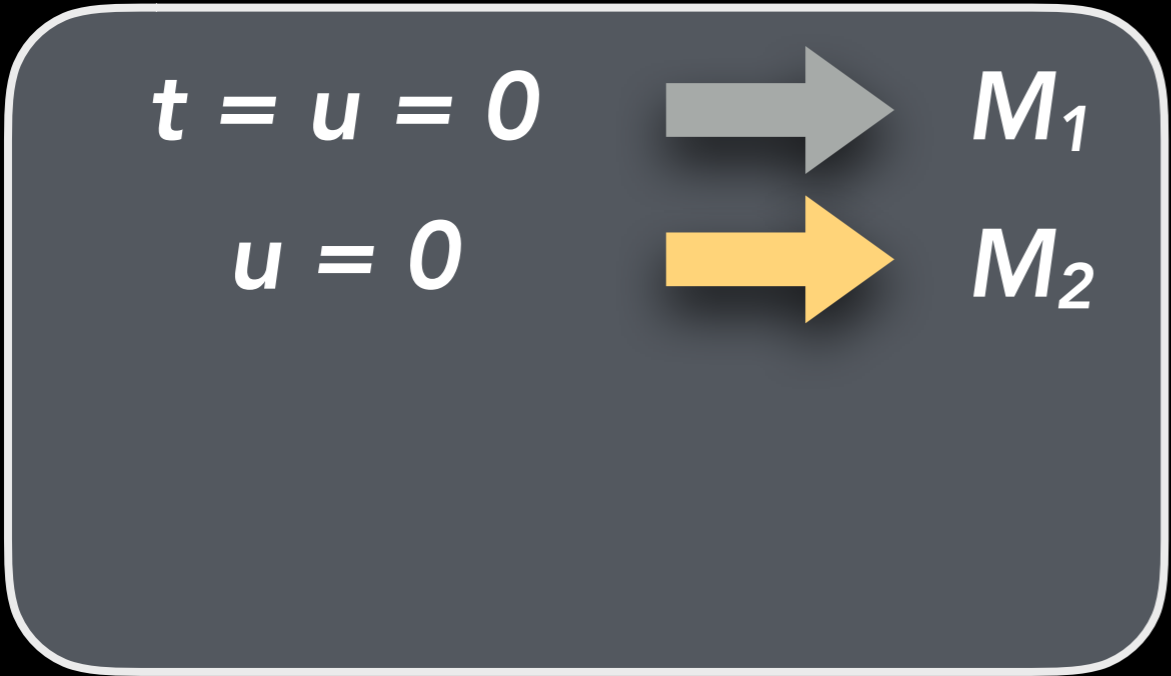 t = u = 0 M₁
u = 0 M₂